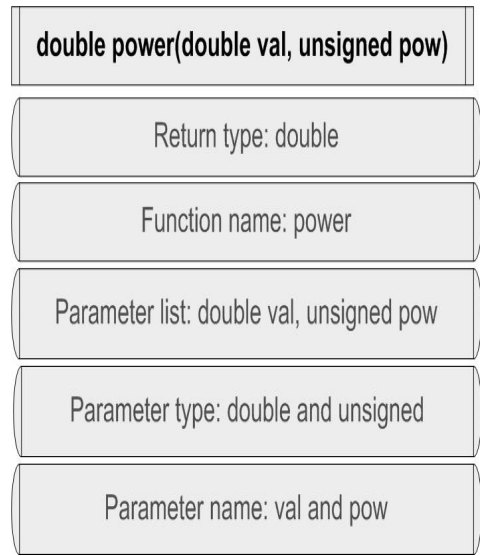 double power(double val, unsigned pow)
Return type: double
Function name: power
Parameter list: double val, unsigned pow
Parameter type: double and unsigned
Parameter name: val and pow